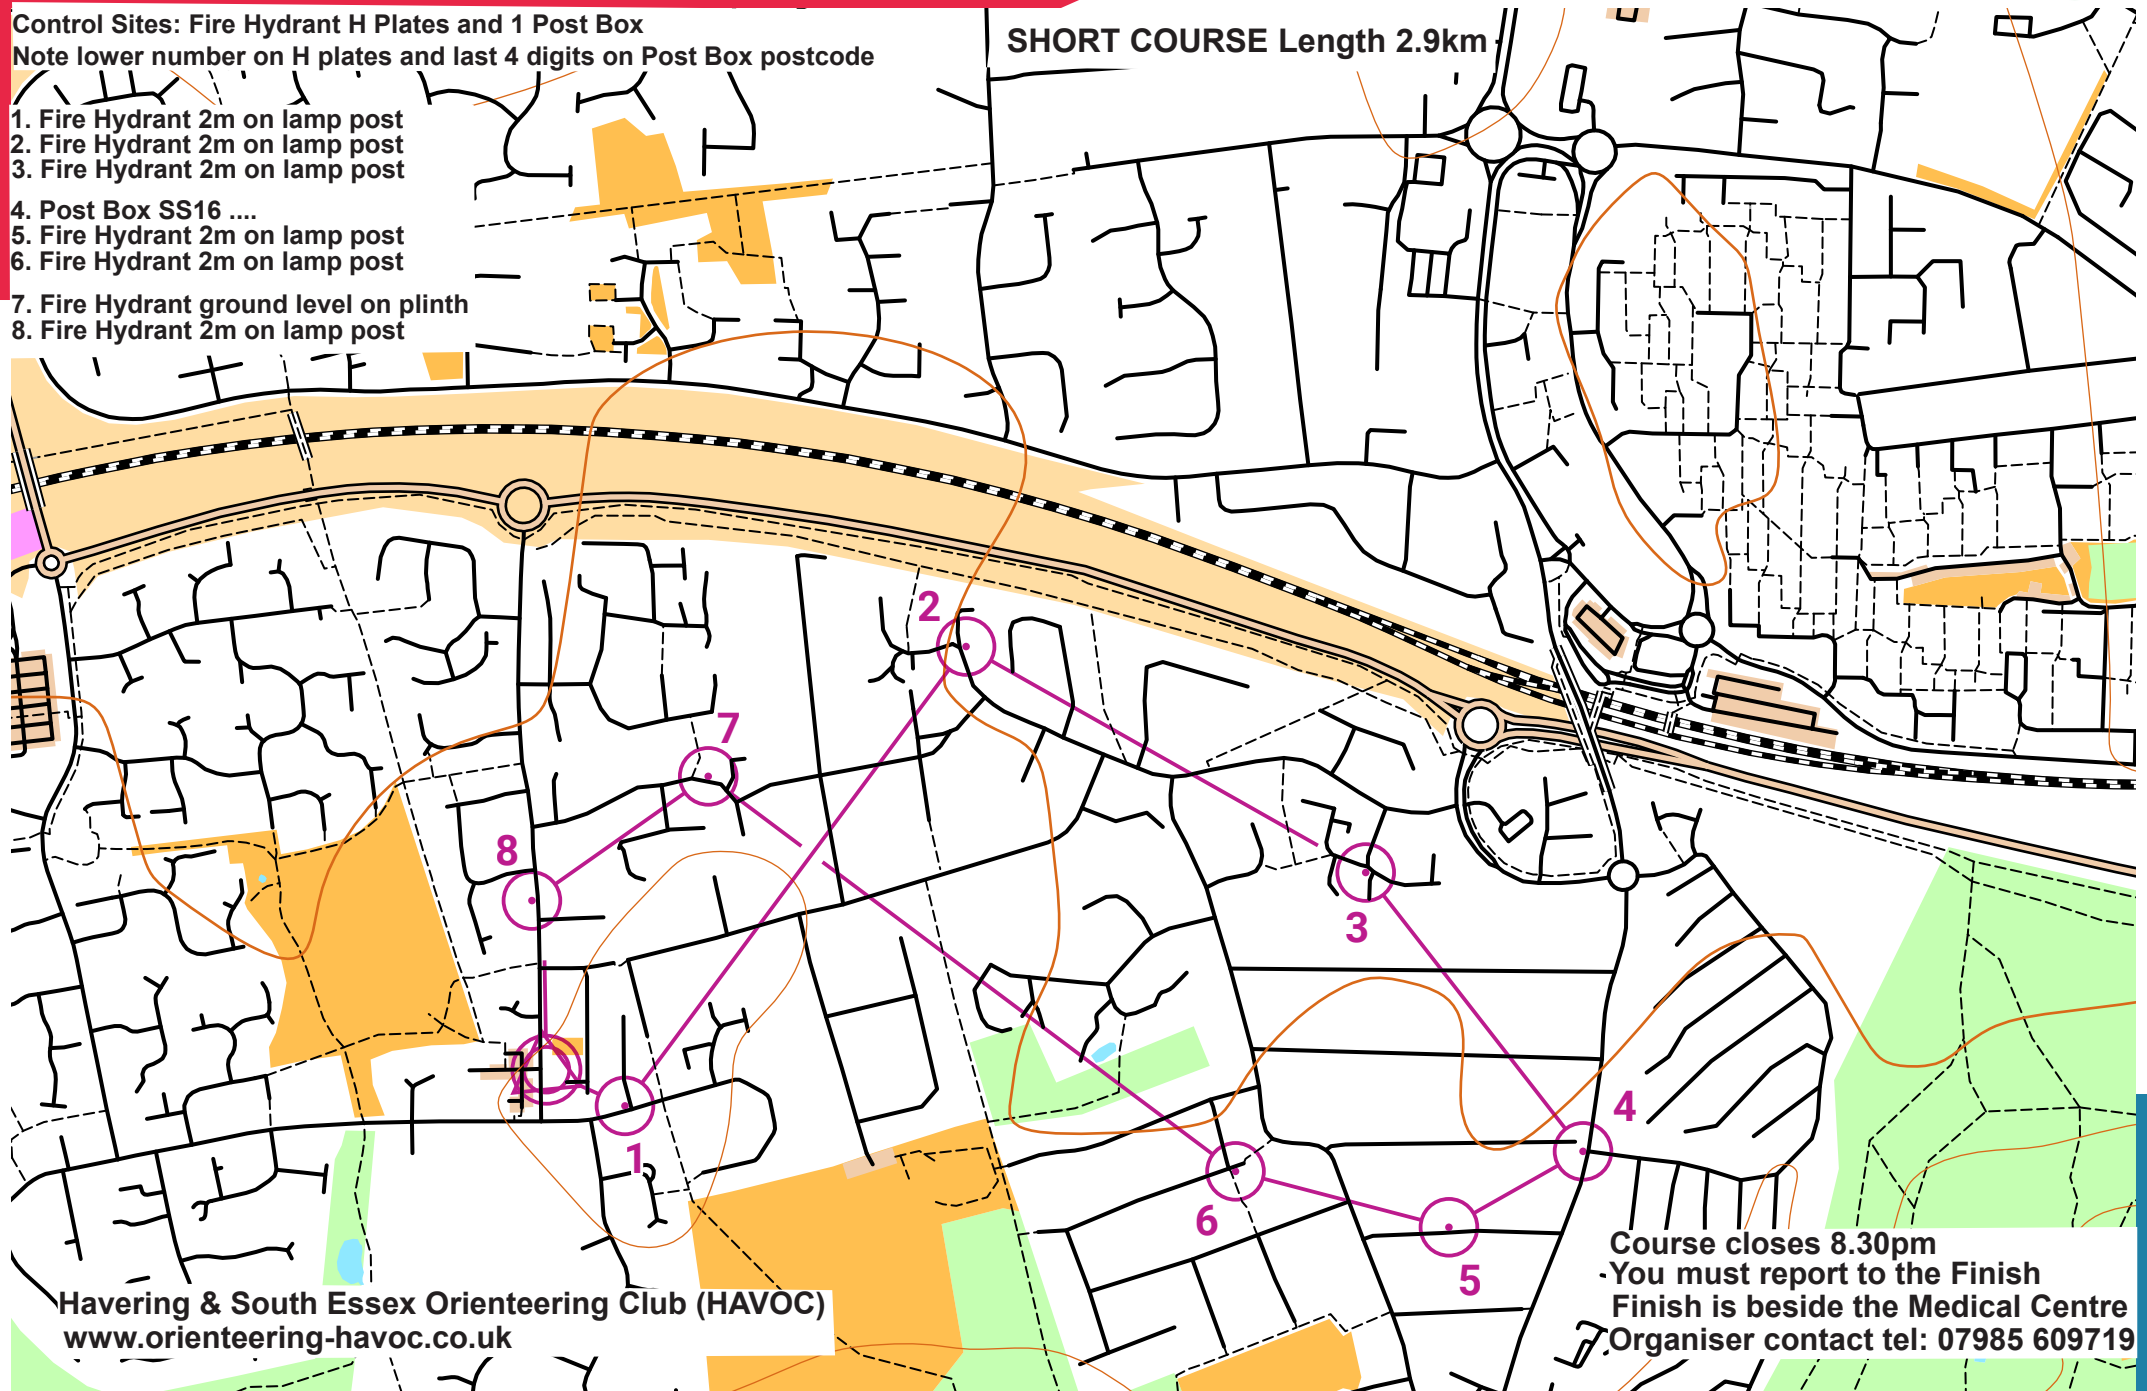 Control Sites: Fire Hydrant H Plates and 1 Post Box
Note lower number on H plates and last 4 digits on Post Box postcode
SHORT COURSE Length 2.9km
1. Fire Hydrant 2m on lamp post
2. Fire Hydrant 2m on lamp post
3. Fire Hydrant 2m on lamp post
4. Post Box SS16 ....
5. Fire Hydrant 2m on lamp post
6. Fire Hydrant 2m on lamp post
7. Fire Hydrant ground level on plinth
8. Fire Hydrant 2m on lamp post
2
7
8
3
4
1
6
5
Course closes 8.30pm
You must report to the Finish
Finish is beside the Medical Centre
Organiser contact tel: 07985 609719
Havering & South Essex Orienteering Club (HAVOC)
www.orienteering-havoc.co.uk